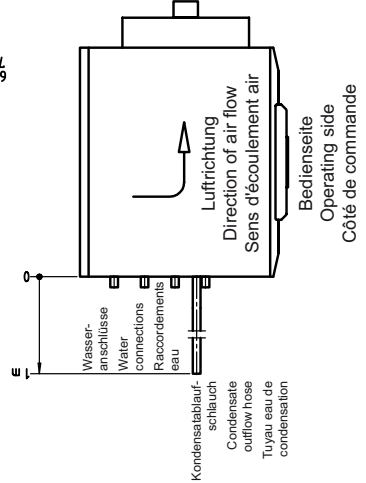 0
1 m
Wasser-
anschlüsse
Water
connections
Raccordements
eau
Kondensatablauf-
schlauch
Condensate
outflow hose
Tuyau eau de
condensation
Luftrichtung
Direction of air flow
Sens d'écoulement air
Bedienseite
Operating side
Côté de commande